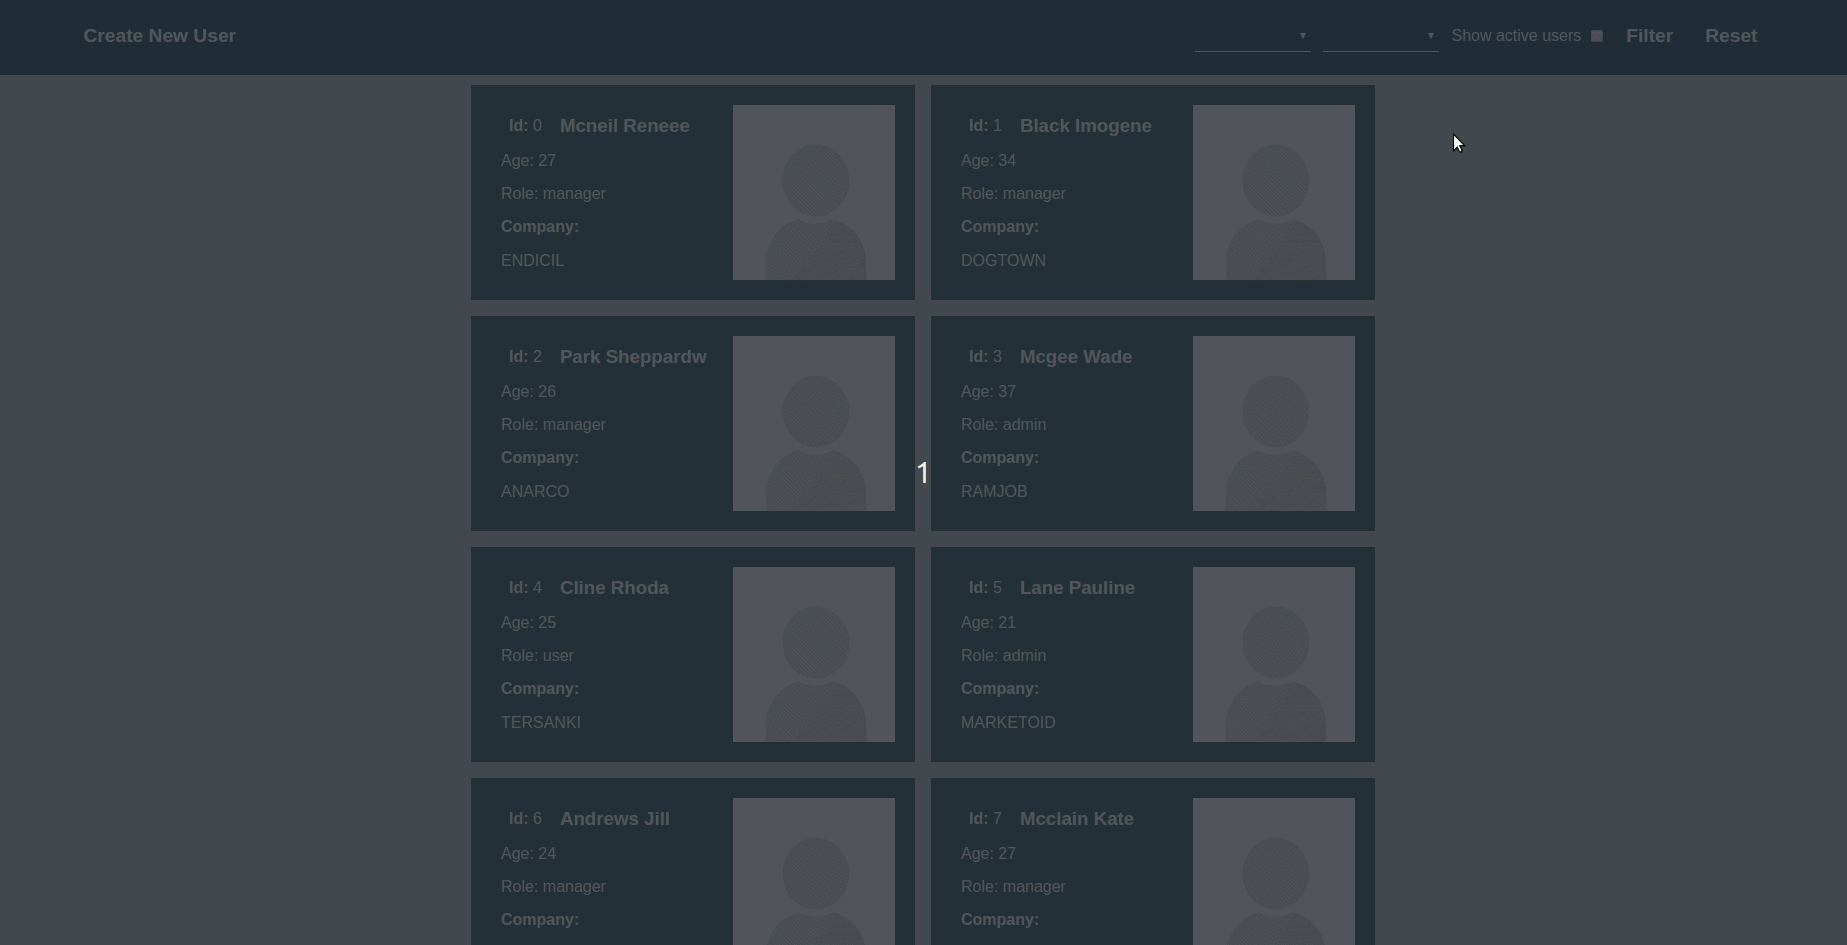 Create New User
Show active users Filter Reset
Id: 0 Mcneil Reneee
Age: 27
Role: manager
Company:
ENDICIL
Id: 1 Black Imogene
Age: 34
Role: manager
Company:
DOGTOWN
Id: 2 Park Sheppardw
Age: 26
Role: manager
Company:
ANARCO
Id: 3 Mcgee Wade
Age: 37
Role: admin
Company:
RAMJOB
1
Id: 4 Cline Rhoda
Age: 25
Role: user
Company:
TERSANKI
Id: 5 Lane Pauline
Age: 21
Role: admin
Company:
MARKETOID
Id: 6 Andrews Jill
Age: 24
Role: manager
Company:
Id: 7 Mcclain Kate
Age: 27
Role: manager
Company: